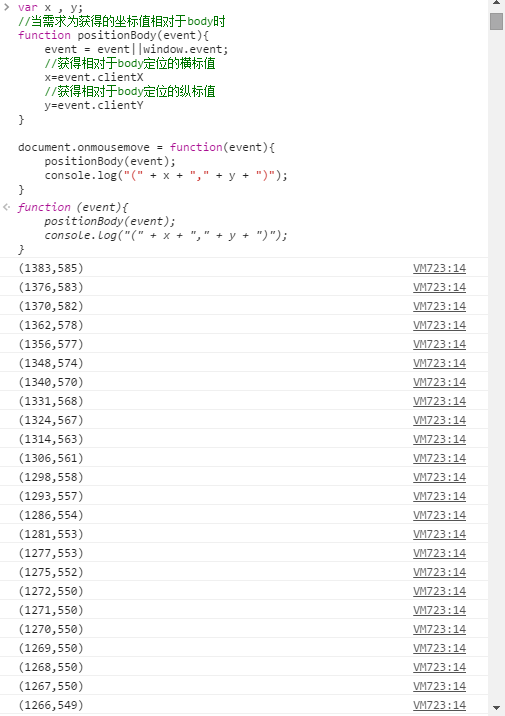 var x , y;
//当需求为获得的坐标值相对于body时
function positionBody(event){
event = event||window.event;
//获得相对于body定位的横标值
x=event.clientX
//获得相对于body定位的纵标值
y=event.clientY
}
document.onmousemove = function(event){
positionBody(event);
console.log("(" + x + "," + y + ")");
}
function (event){
positionBody(event);
console.log("(" + x + "," + y + ")");
}
(1383,585) VM723:14
(1376,583) VM723:14
(1370,582) VM723:14
(1362,578) VM723:14
(1356,577) VM723:14
(1348,574) VM723:14
(1340,570) VM723:14
(1331,568) VM723:14
(1324,567) VM723:14
(1314,563) VM723:14
(1306,561) VM723:14
(1298,558) VM723:14
(1293,557) VM723:14
(1286,554) VM723:14
(1281,553) VM723:14
(1277,553) VM723:14
(1275,552) VM723:14
(1272,550) VM723:14
(1271,550) VM723:14
(1270,550) VM723:14
(1269,550) VM723:14
(1268,550) VM723:14
(1267,550) VM723:14
(1266,549) VM723:14